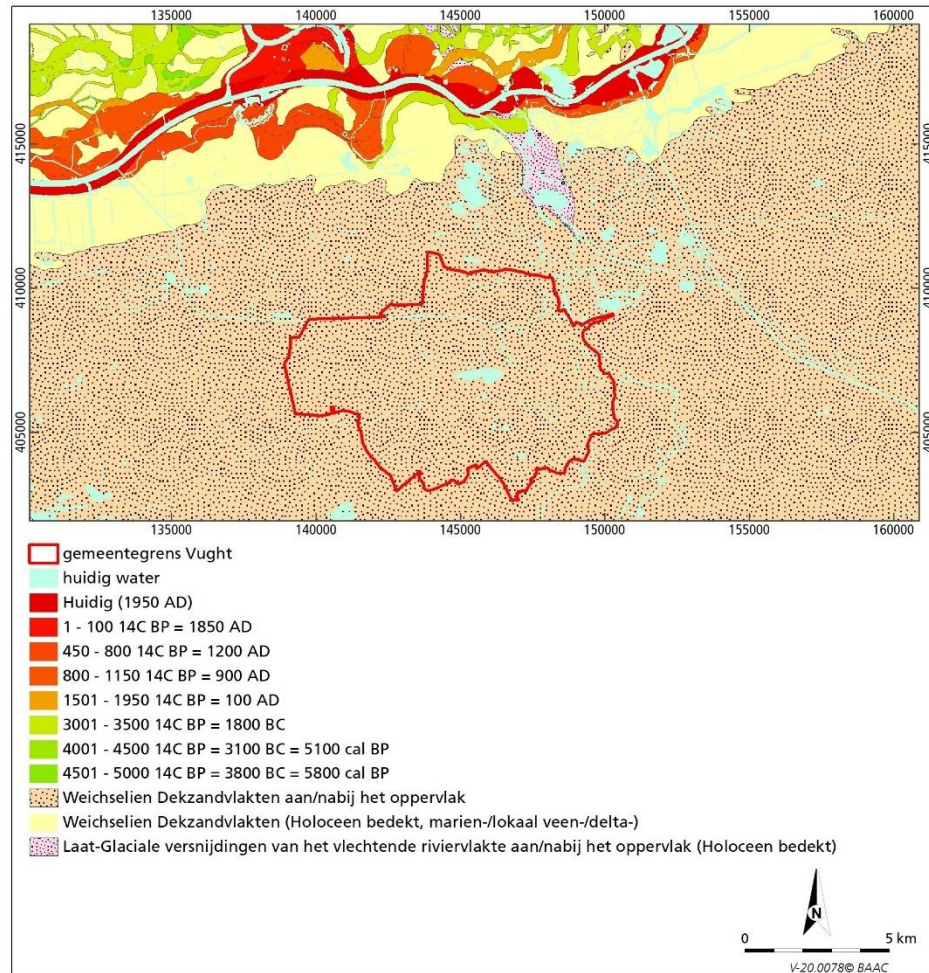 135000 140000 145000 150000 155000 160000
415000 415000
410000 410000
405000 405000
135000 140000 145000 150000 155000 160000
gemeentegrens Vught
huidig water
Huidig (1950 AD)
1 - 100 14C BP = 1850 AD
450 - 800 14C BP = 1200 AD
800 - 1150 14C BP = 900 AD
1501 - 1950 14C BP = 100 AD
3001 - 3500 14C BP = 1800 BC
4001 - 4500 14C BP = 3100 BC = 5100 cal BP
4501 - 5000 14C BP = 3800 BC = 5800 cal BP
Weichselien Dekzandvlakten aan/nabij het oppervlak
Weichselien Dekzandvlakten (Holoceen bedekt, marien-/lokaal veen-/delta-)
Laat-Glaciale versnijdingen van het vlechtende riviervlakte aan/nabij het oppervlak (Holoceen bedekt)
N
0 5 km
V-20.0078© BAAC